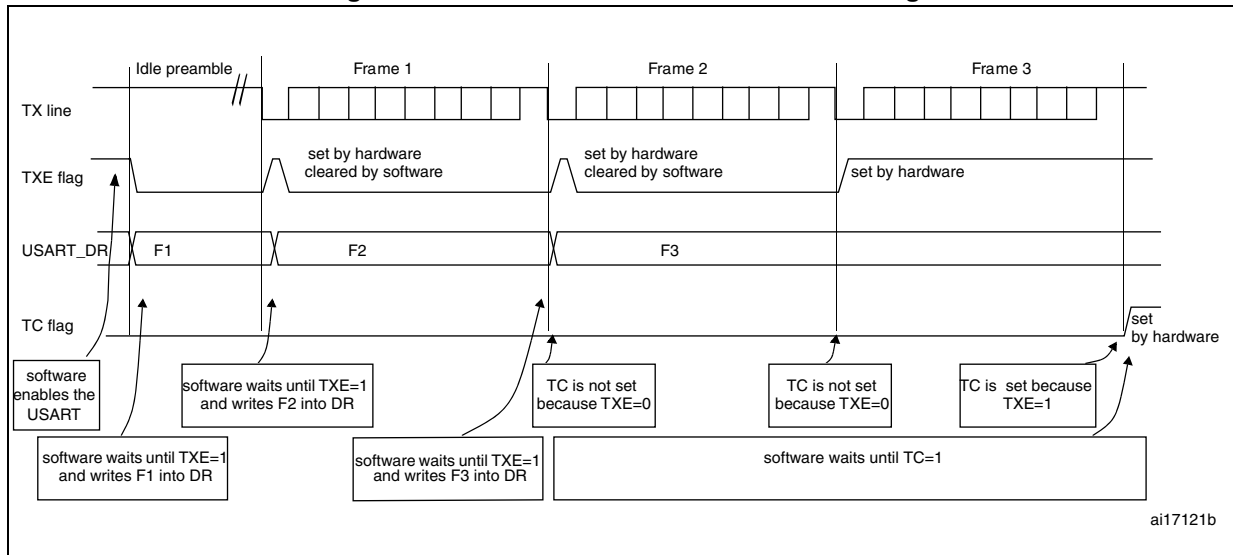 Idle preamble
Frame 1
Frame 2
Frame 3
TX line
TXE flag
set by hardware
cleared by software
set by hardware
cleared by software
set by hardware
USART_DR
F1
F2
F3
TC flag
set
by hardware
software
enables the
USART
software waits until TXE=1
and writes F2 into DR
TC is not set
because TXE=0
TC is not set
because TXE=0
TC is set because
TXE=1
software waits until TXE=1
and writes F1 into DR
software waits until TXE=1
and writes F3 into DR
software waits until TC=1
ai17121b